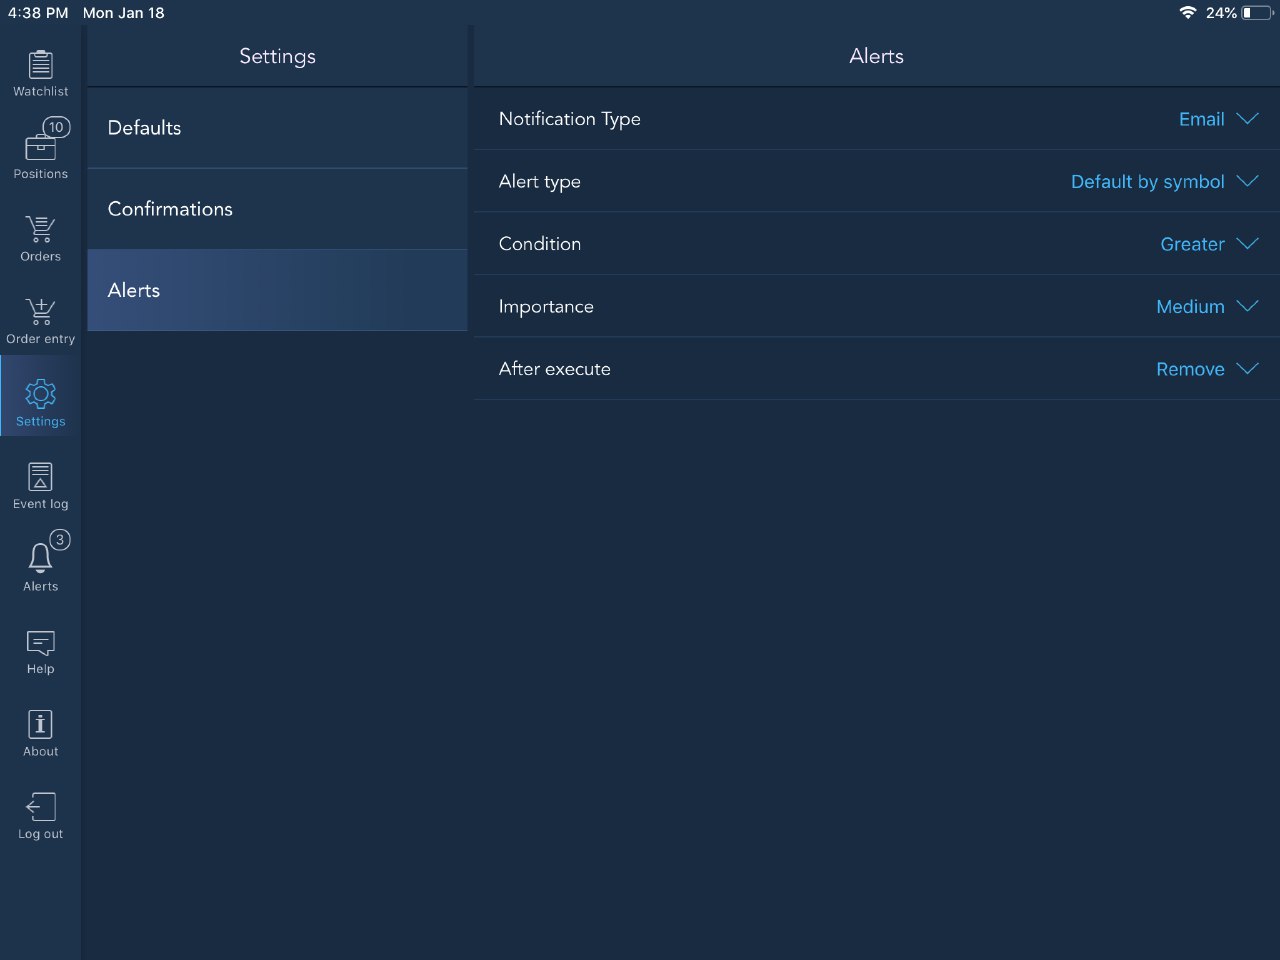 4:38 PM Mon Jan 18
24%
Watchlist
10
Positions
Orders
Order entry
Settings
Event log
3
Alerts
Help
About
Log out
Settings
Defaults
Confirmations
Alerts
Alerts
Notification Type Email
Alert type Default by symbol
Condition Greater
Importance Medium
After execute Remove